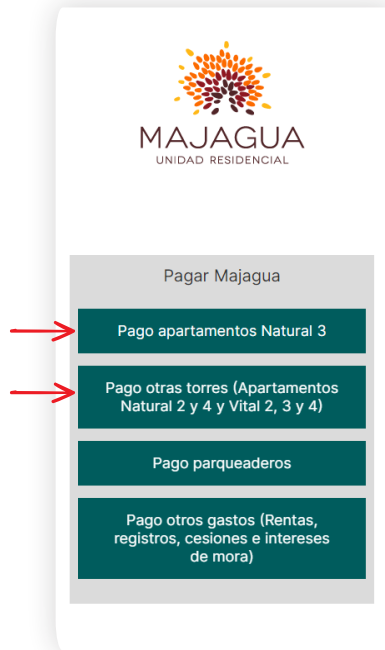 MAJAGUA
UNIDAD RESIDENCIAL
Pagar Majagua
Pago apartamentos Natural 3
Pago otras torres (Apartamentos
Natural 2 y 4 y Vital 2, 3 y 4)
Pago parqueaderos
Pago otros gastos (Rentas,
registros, cesiones e intereses
de mora)